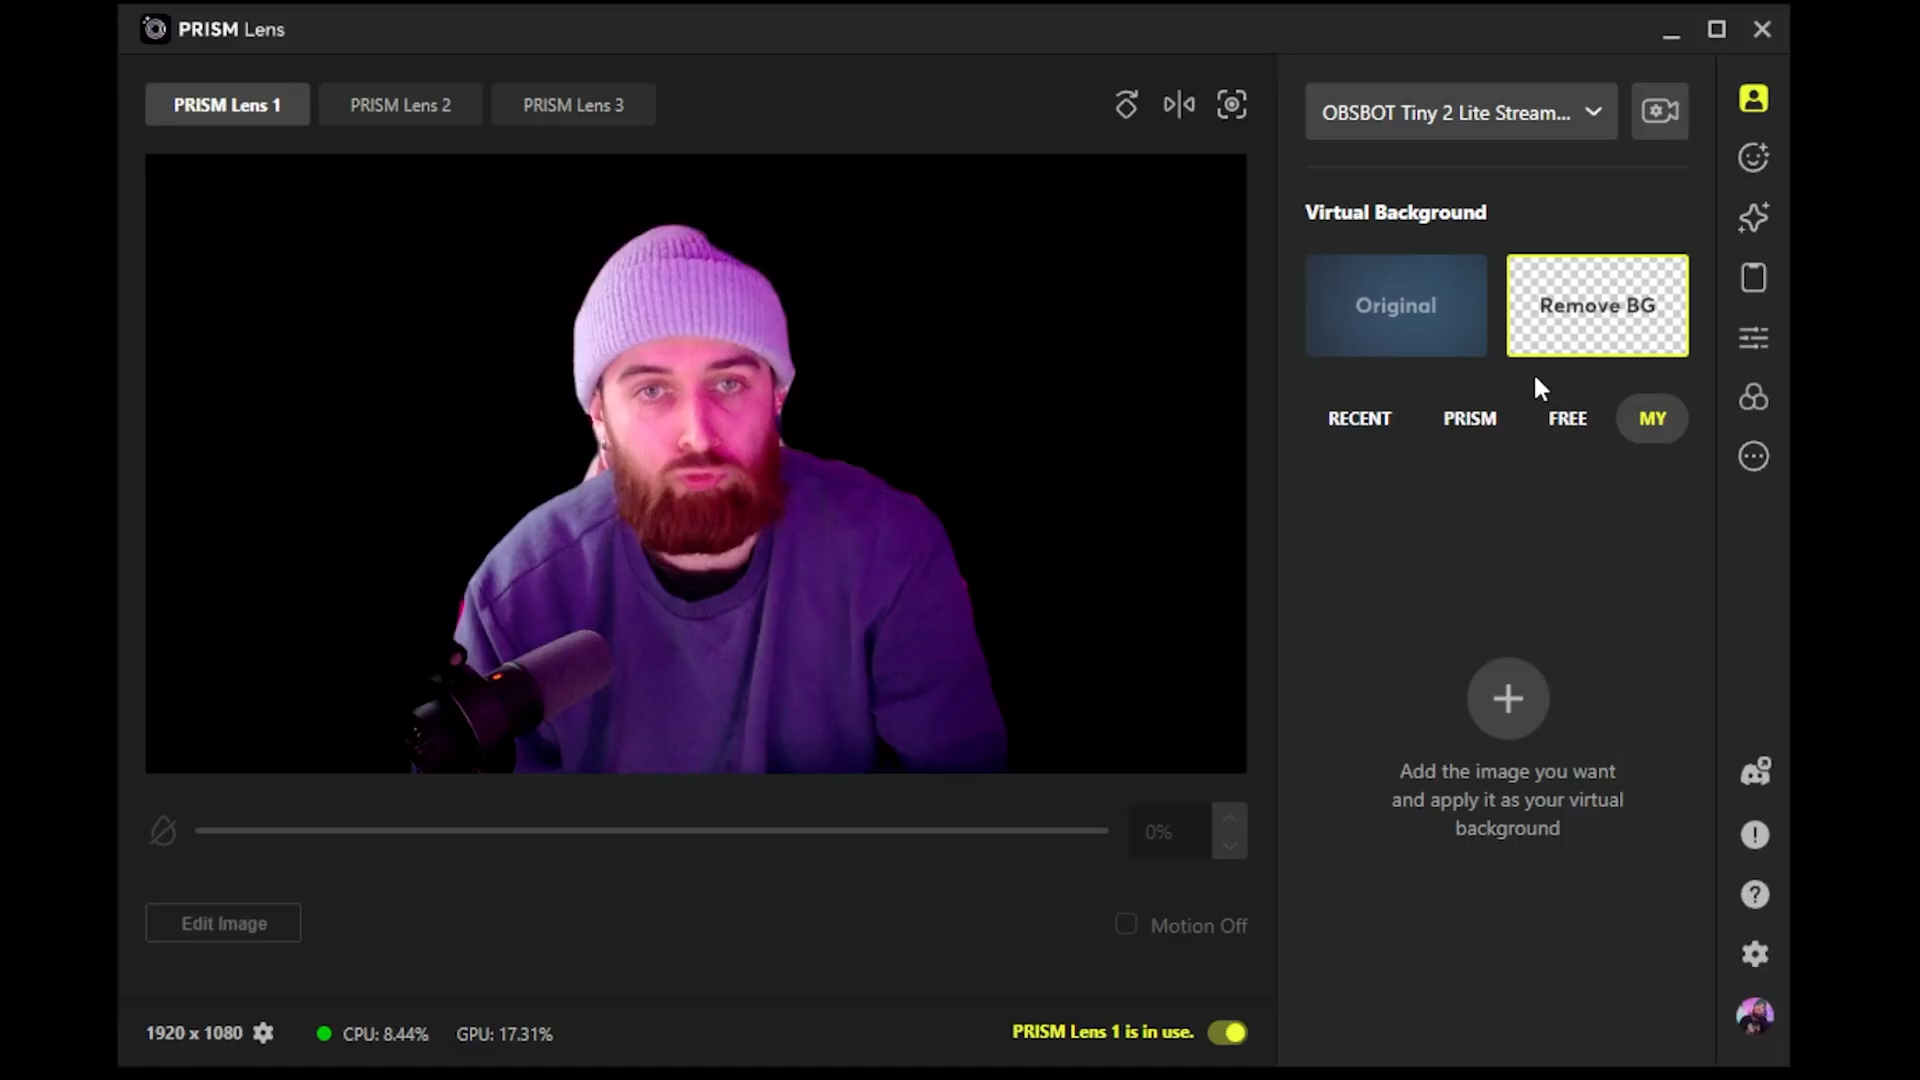 PRISM Lens
PRISM Lens 1
PRISM Lens 2
PRISM Lens 3
OBSBOT Tiny 2 Lite Stream...
Virtual Background
Original
Remove BG
RECENT
PRISM
FREE
MY
Add the image you want
and apply it as your virtual
background
0%
Edit Image
Motion Off
1920 x 1080
CPU: 8.44%
GPU: 17.31%
PRISM Lens 1 is in use.